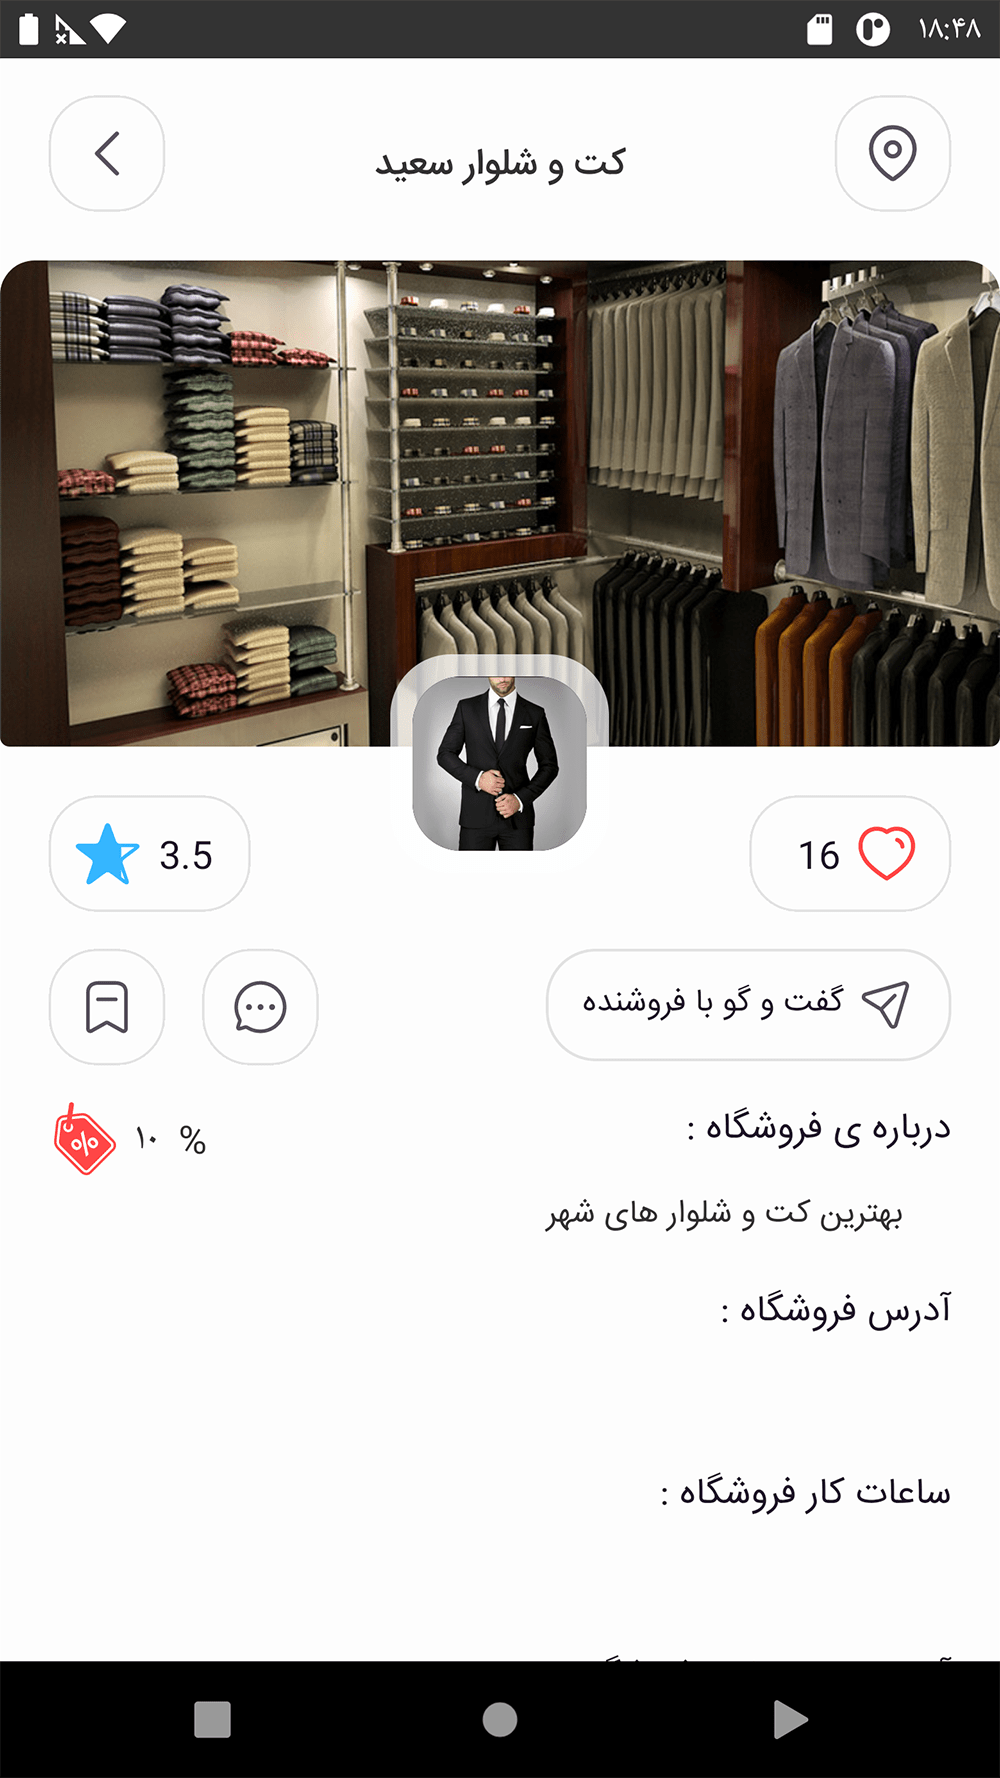 ۱۸:۴۸
کت و شلوار سعید
16
3.5
گفت و گو با فروشنده
درباره ی فروشگاه :
۱۰ %
بهترین کت و شلوار های شهر
آدرس فروشگاه :
ساعات کار فروشگاه :